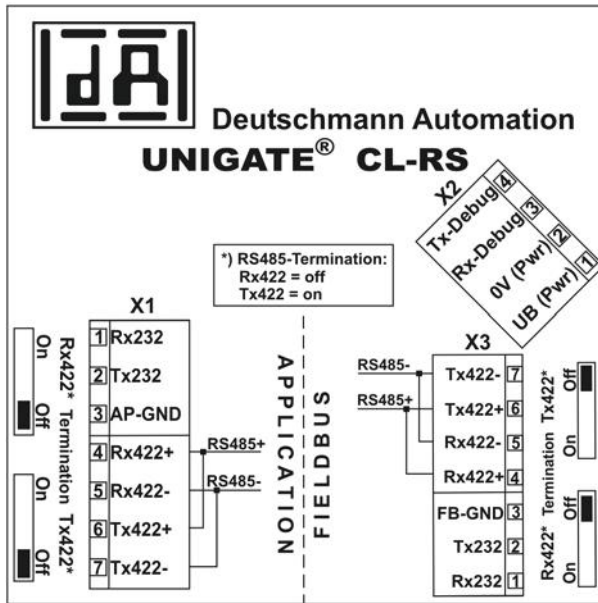 dA
Deutschmann Automation
UNIGATE® CL-RS
X2
Tx-Debug 4
Rx-Debug 3
0V (Pwr) 2
UB (Pwr) 1
*) RS485-Termination:
Rx422 = off
Tx422 = on
X1
1 Rx232
2 Tx232
3 AP-GND
4 Rx422+
5 Rx422-
6 Tx422+
7 Tx422-
RS485+
RS485-
On
Off
Rx422* Termination Tx422*
On
Off
APPLICATION
FIELDBUS
X3
RS485-
RS485+
Tx422- 7
Tx422+ 6
Rx422- 5
Rx422+ 4
FB-GND 3
Tx232 2
Rx232 1
Off
On
Rx422* Termination Tx422*
Off
On